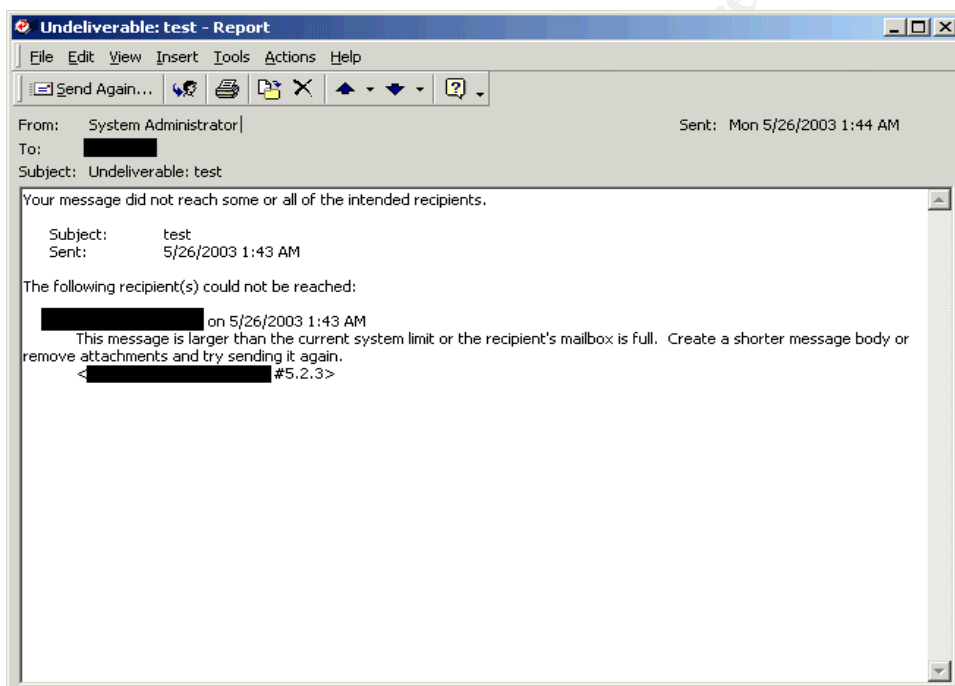 Undeliverable: test - Report
File Edit View Insert Tools Actions Help
Send Again...
From: System Administrator
Sent: Mon 5/26/2003 1:44 AM
To:
Subject: Undeliverable: test
Your message did not reach some or all of the intended recipients.
Subject: test
Sent: 5/26/2003 1:43 AM
The following recipient(s) could not be reached:
on 5/26/2003 1:43 AM
This message is larger than the current system limit or the recipient's mailbox is full. Create a shorter message body or
remove attachments and try sending it again.
< #5.2.3>